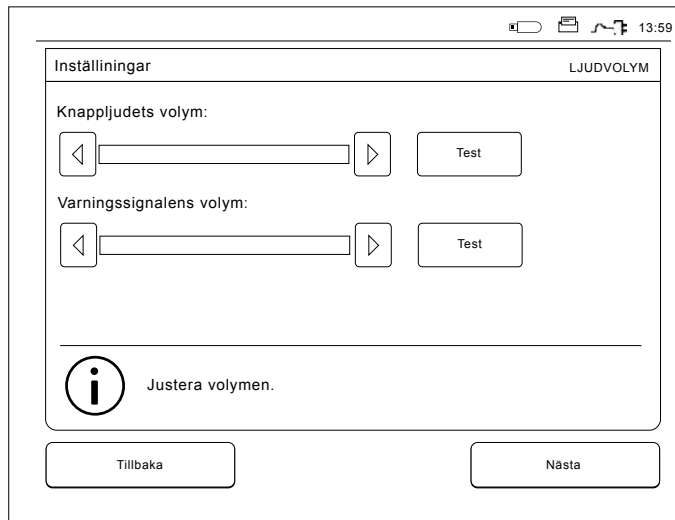 13:59
Inställiningar LJUDVOLYM
Knappljudets volym:
Test
Varningssignalens volym:
Test
Justera volymen.
Tillbaka Nästa